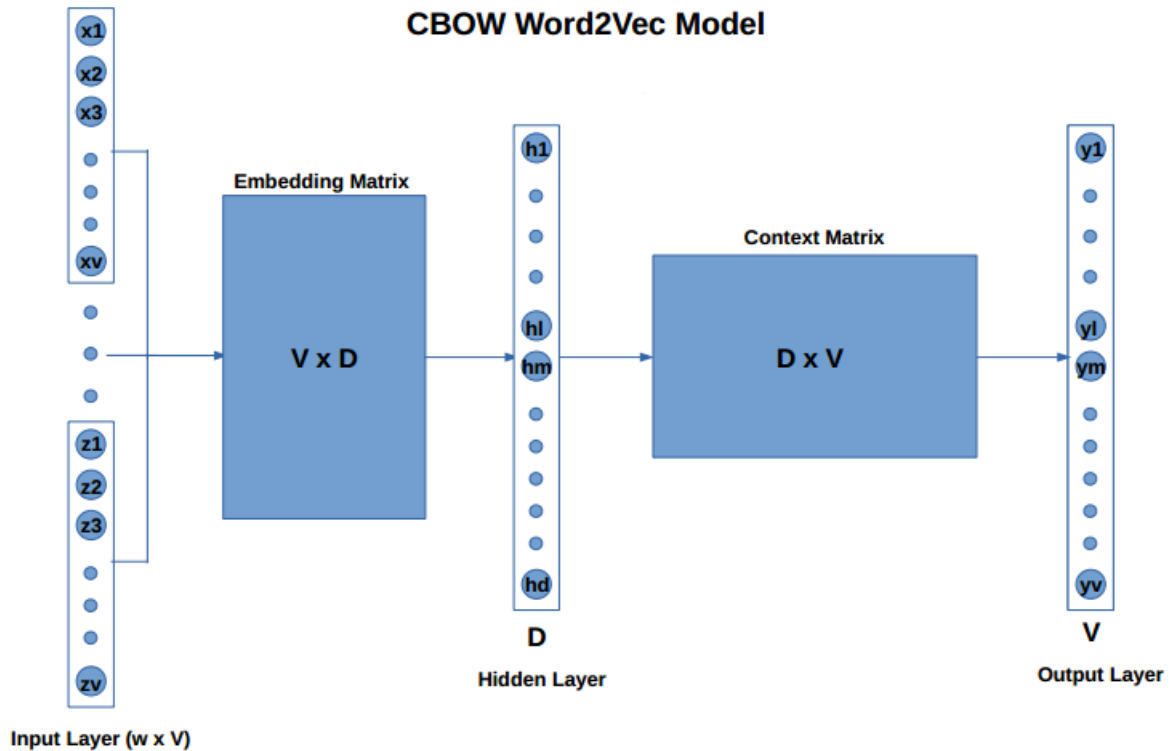 CBOW Word2Vec Model
x1
x2
x3
xv
z1
z2
z3
zv
Input Layer (w x V)
Embedding Matrix
V x D
h1
hl
hm
hd
D
Hidden Layer
Context Matrix
D x V
y1
yl
ym
yv
V
Output Layer